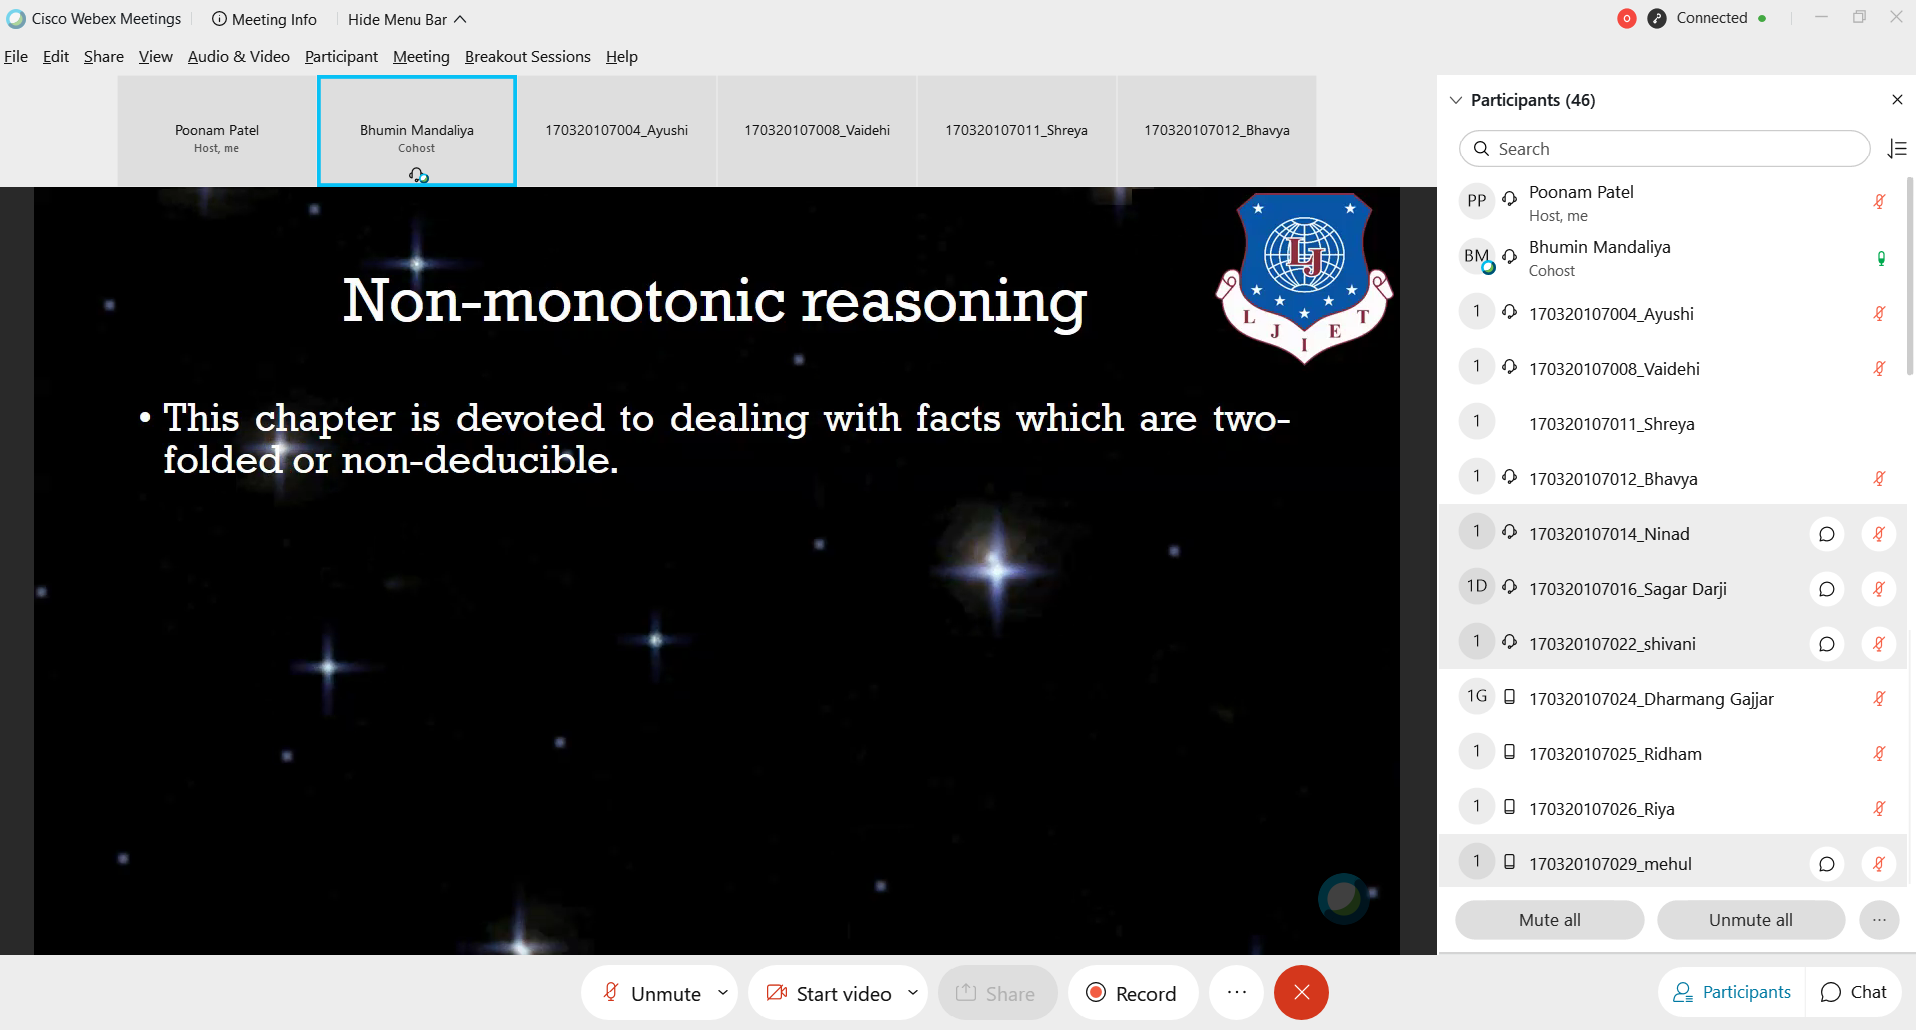 Cisco Webex Meetings Meeting Info Hide Menu Bar Connected
File Edit Share View Audio & Video Participant Meeting Breakout Sessions Help
Poonam Patel
Host, me
Bhumin Mandaliya
Cohost
170320107004_Ayushi
170320107008_Vaidehi
170320107011_Shreya
170320107012_Bhavya
Non-monotonic reasoning
LJ
L J I E T
• This chapter is devoted to dealing with facts which are two-
folded or non-deducible.
Participants (46)
Search
PP Poonam Patel
Host, me
BM Bhumin Mandaliya
Cohost
1 170320107004_Ayushi
1 170320107008_Vaidehi
1 170320107011_Shreya
1 170320107012_Bhavya
1 170320107014_Ninad
1D 170320107016_Sagar Darji
1 170320107022_shivani
1G 170320107024_Dharmang Gajjar
1 170320107025_Ridham
1 170320107026_Riya
1 170320107029_mehul
Mute all Unmute all ...
Unmute Start video Share Record ...
Participants Chat